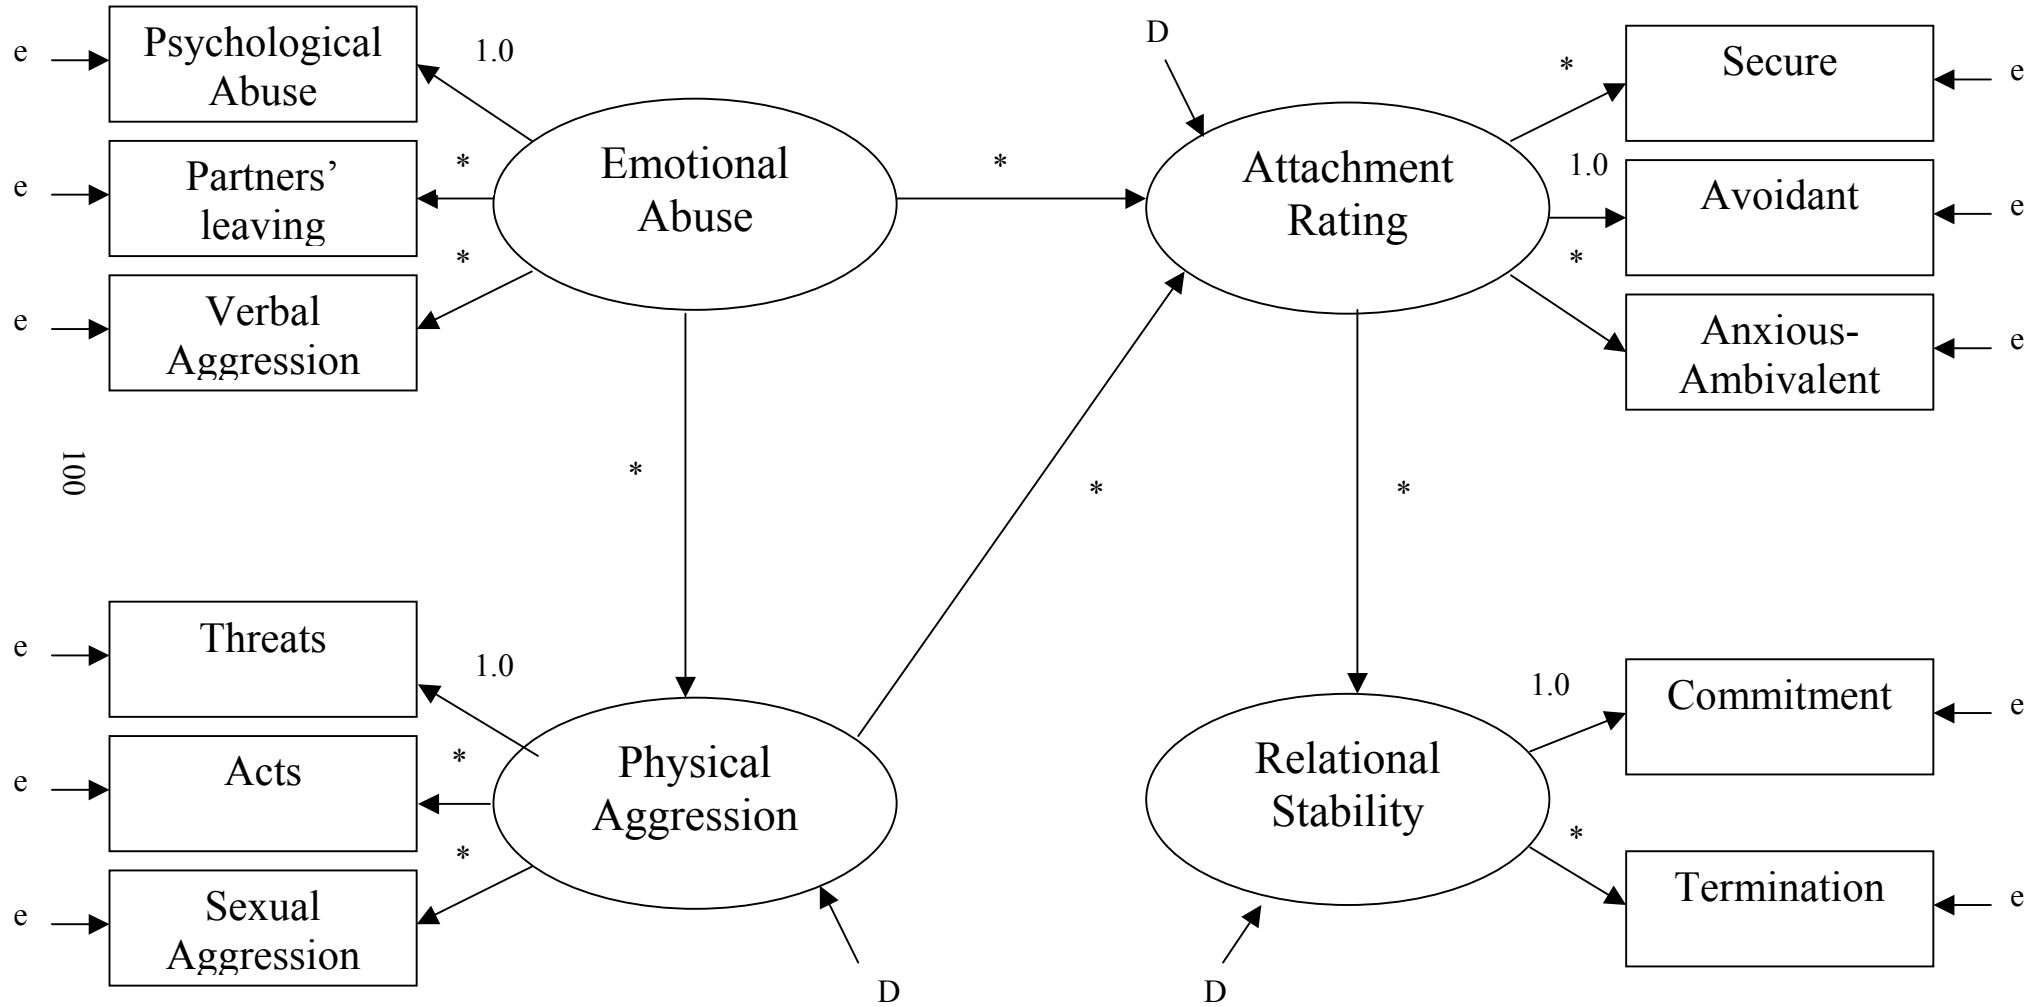 e
Psychological
Abuse
1.0
e
Partners’
leaving
*
e
Verbal
Aggression
*
Emotional
Abuse
*
D
Attachment
Rating
*
Secure
e
1.0
Avoidant
e
*
Anxious-
Ambivalent
e
100
*
*
*
e
Threats
1.0
e
Acts
*
e
Sexual
Aggression
*
Physical
Aggression
D
Relational
Stability
D
1.0
Commitment
e
*
Termination
e